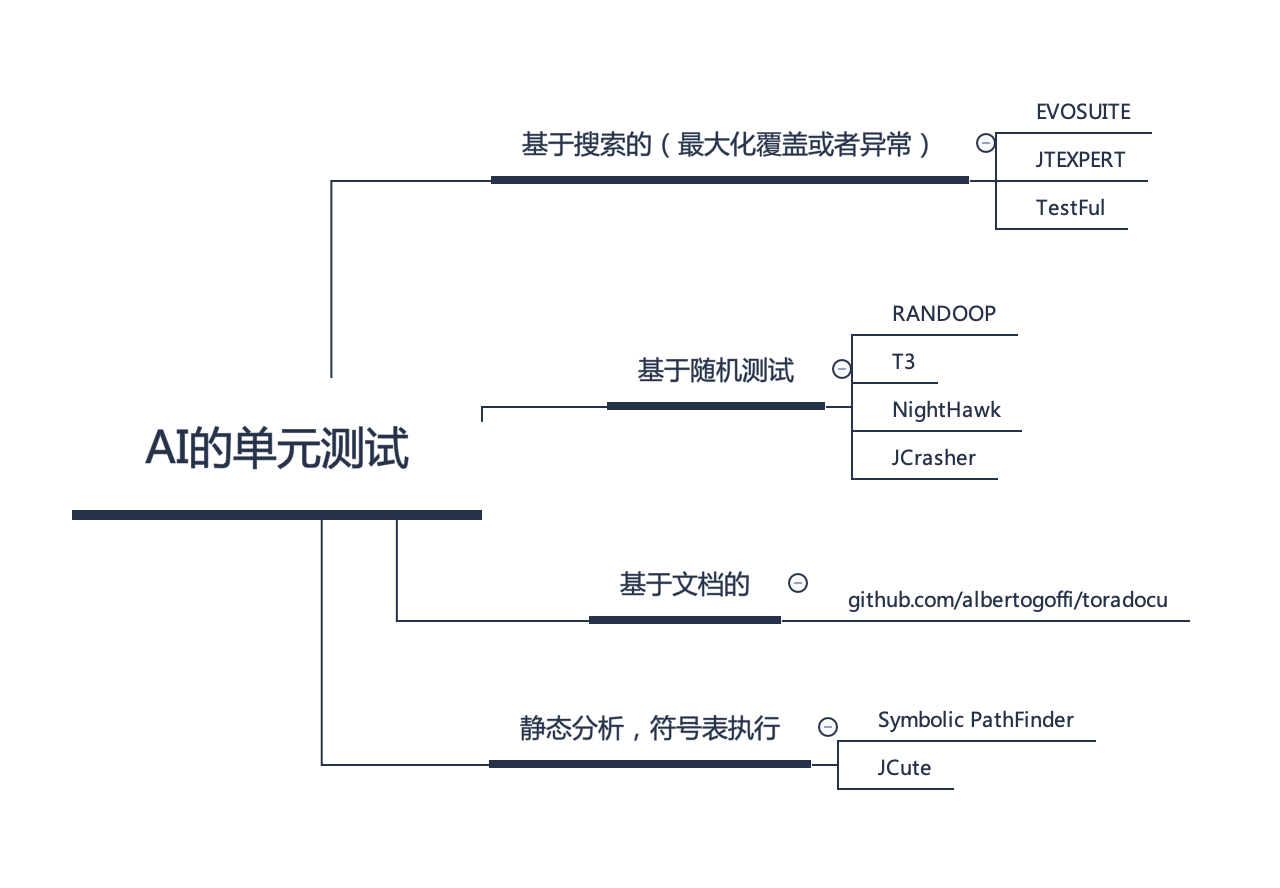 基于搜索的（最大化覆盖或者异常）
EVOSUITE
JTEXPERT
TestFul
基于随机测试
RANDOOP
T3
NightHawk
JCrasher
AI的单元测试
基于文档的
github.com/albertogoffi/toradocu
静态分析，符号表执行
Symbolic PathFinder
JCute